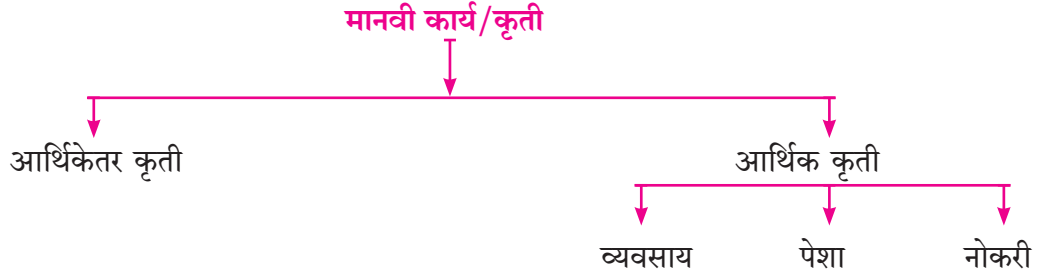 मानवी कार्य/कृती
आर्थिकेतर कृती आर्थिक कृती
व्यवसाय पेशा नोकरी